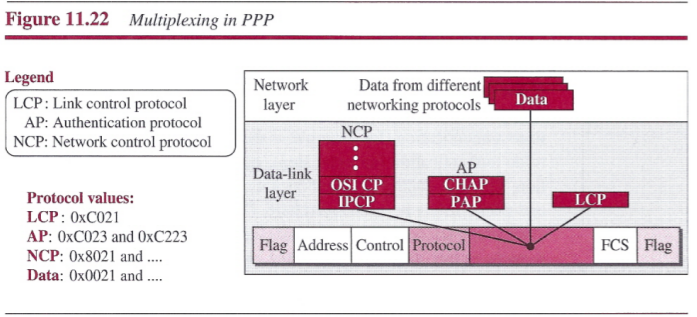 Figure 11.22 Multiplexing in PPP
Legend
LCP: Link control protocol
AP: Authentication protocol
NCP: Network control protocol
Protocol values:
LCP: 0xC021
AP: 0xC023 and 0xC223
NCP: 0x8021 and ....
Data: 0x0021 and ....
Network
layer
Data from different
networking protocols
Data
Data-link
layer
NCP
OSI CP
IPCP
AP
CHAP
PAP
LCP
Flag Address Control Protocol FCS Flag